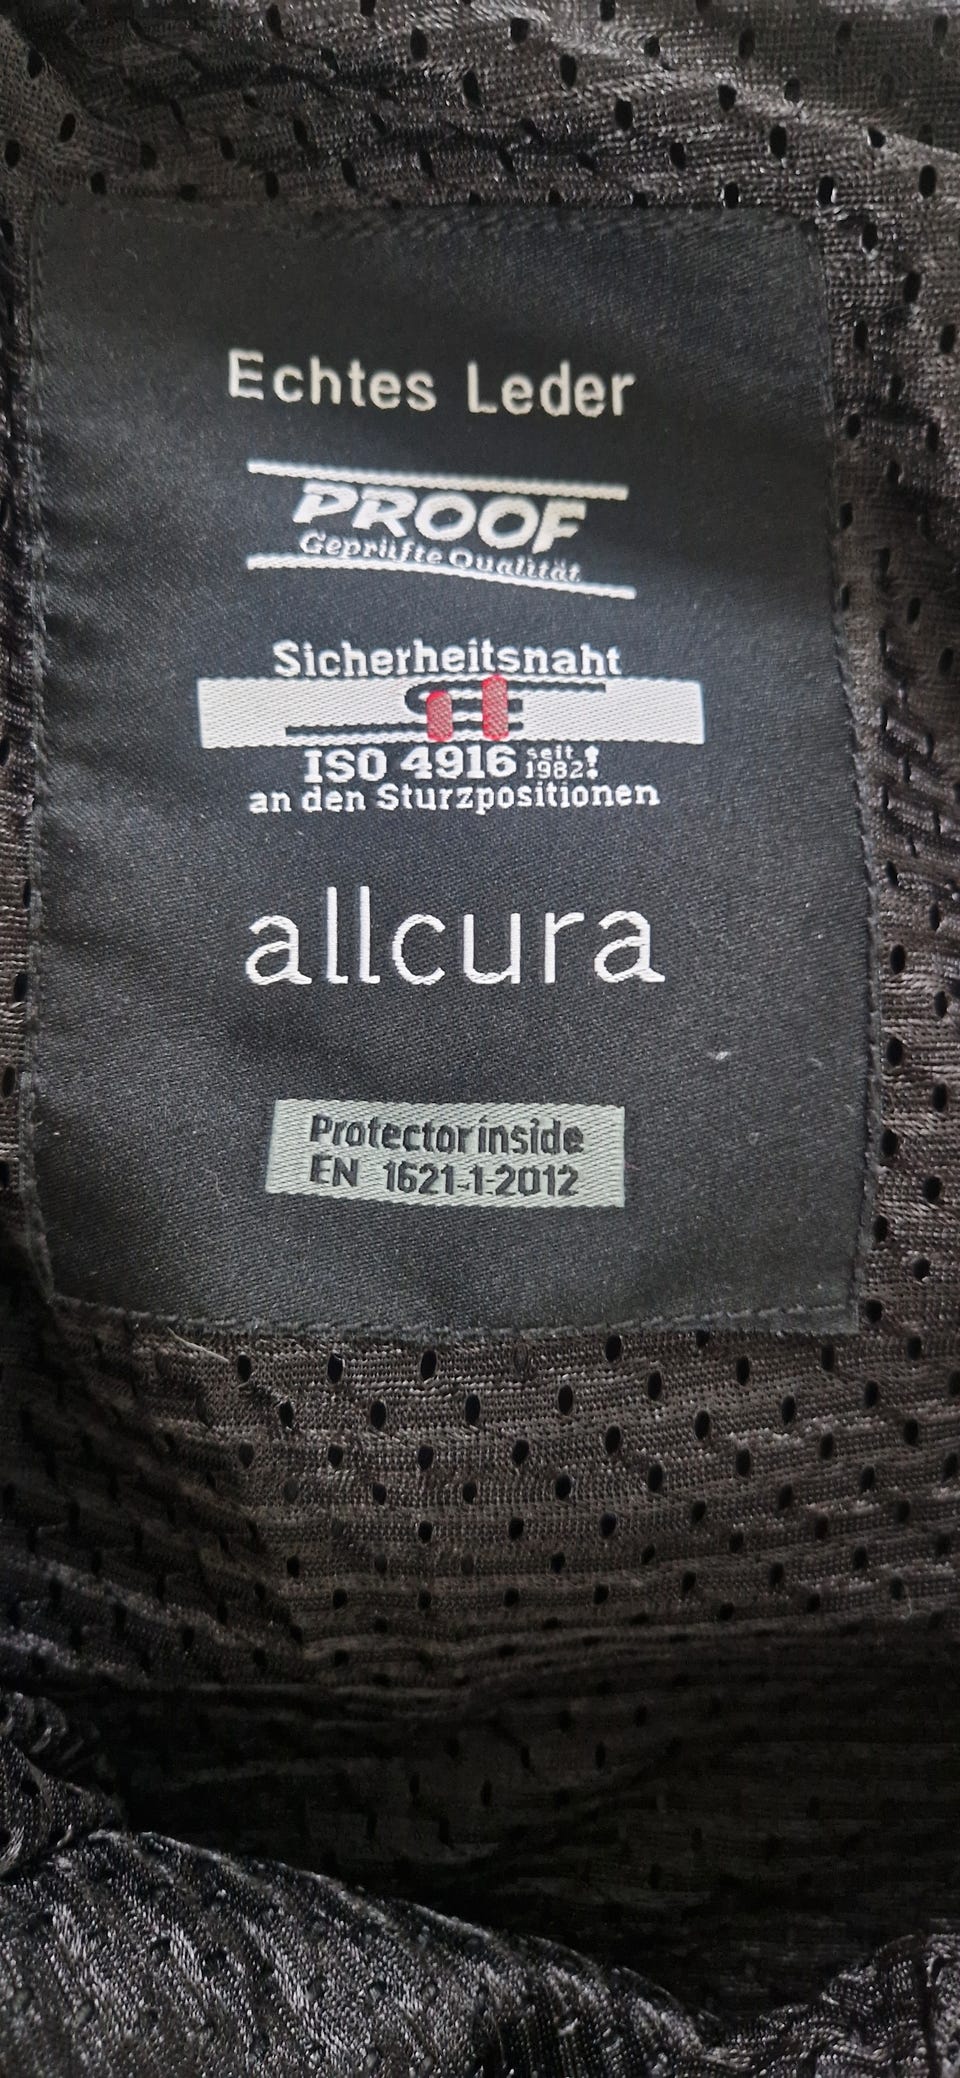 Echtes Leder
PROOF
Geprüfte Qualität
Sicherheitsnaht
ISO 4916 seit 1982!
an den Sturzpositionen
allcura
Protector inside
EN 1621-1-2012